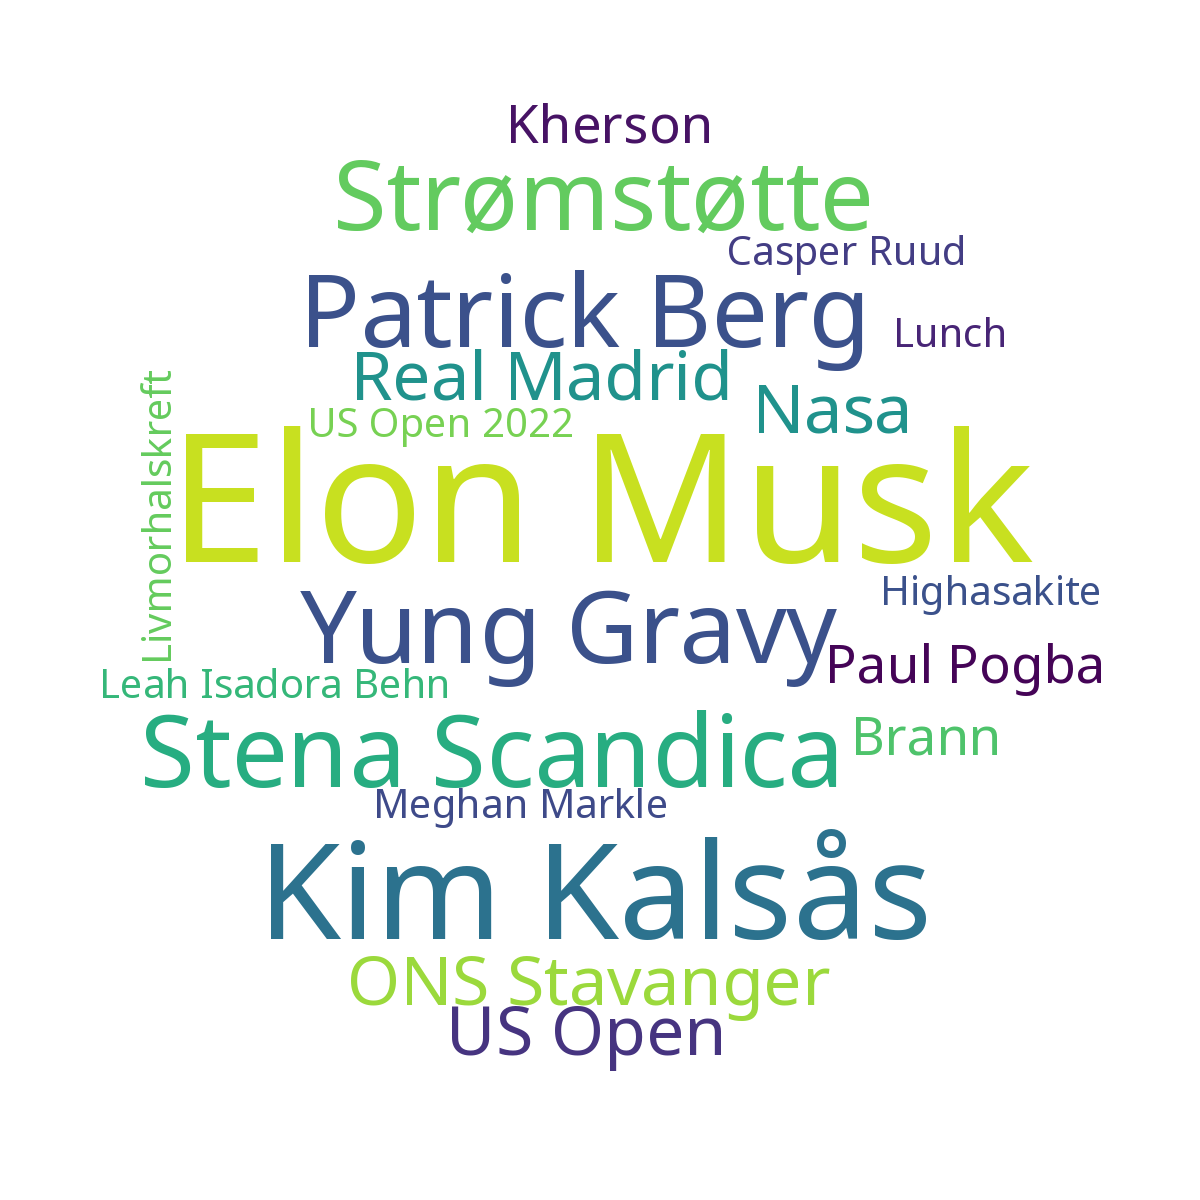 Kherson
Strømstøtte
Casper Ruud
Patrick Berg
Lunch
Real Madrid
Nasa
US Open 2022
Livmorhalskreft
Elon Musk
Highasakite
Yung Gravy
Paul Pogba
Leah Isadora Behn
Stena Scandica
Brann
Meghan Markle
Kim Kalsås
ONS Stavanger
US Open